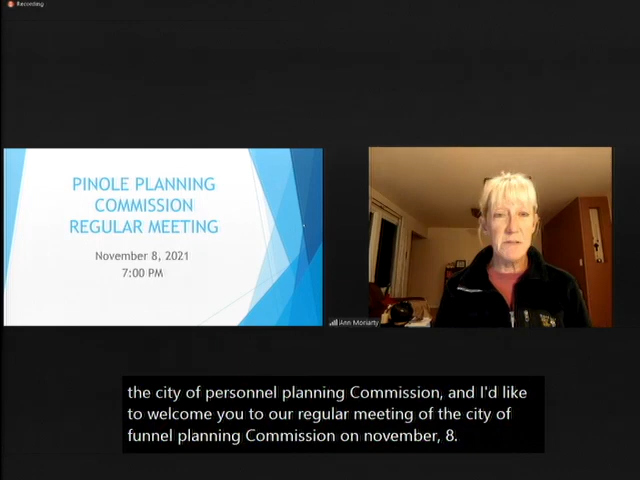 Recording
PINOLE PLANNING
COMMISSION
REGULAR MEETING
November 8, 2021
7:00 PM
Ann Moriarty
the city of personnel planning Commission, and I'd like
to welcome you to our regular meeting of the city of
funnel planning Commission on november, 8.